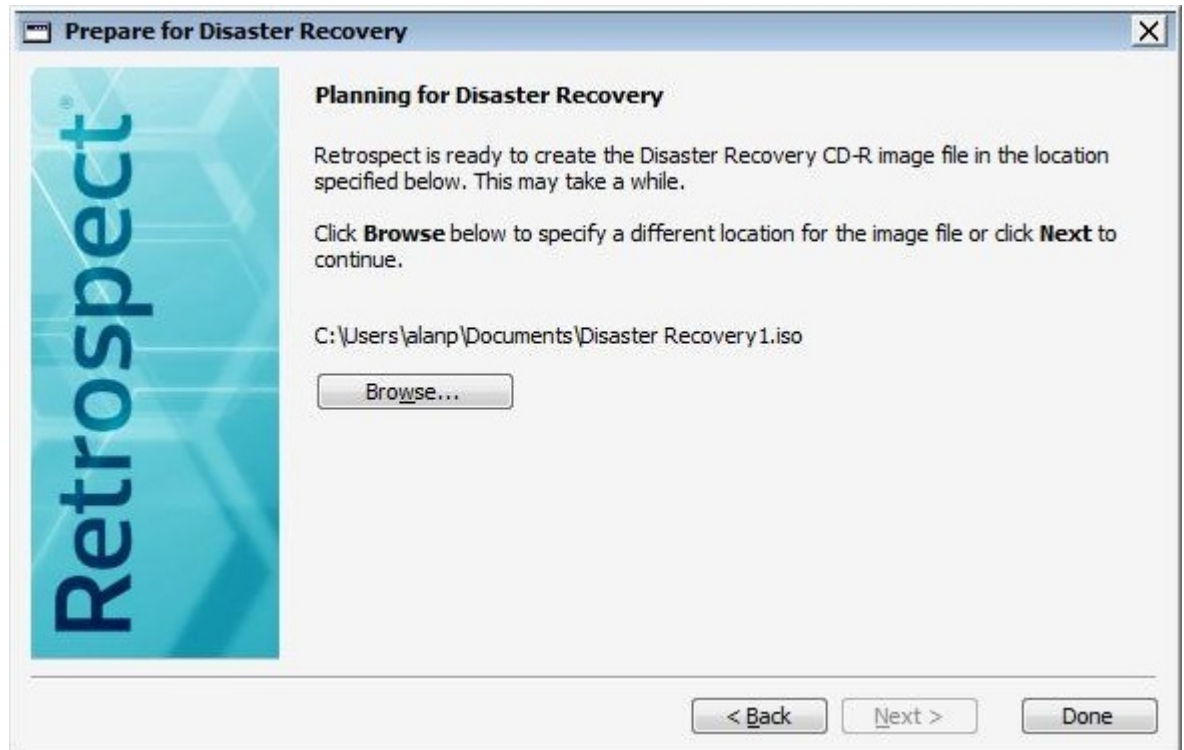 Prepare for Disaster Recovery
Retrospect®
Planning for Disaster Recovery
Retrospect is ready to create the Disaster Recovery CD-R image file in the location
specified below. This may take a while.
Click Browse below to specify a different location for the image file or click Next to
continue.
C:\Users\alanp\Documents\Disaster Recovery1.iso
Browse...
< Back
Next >
Done